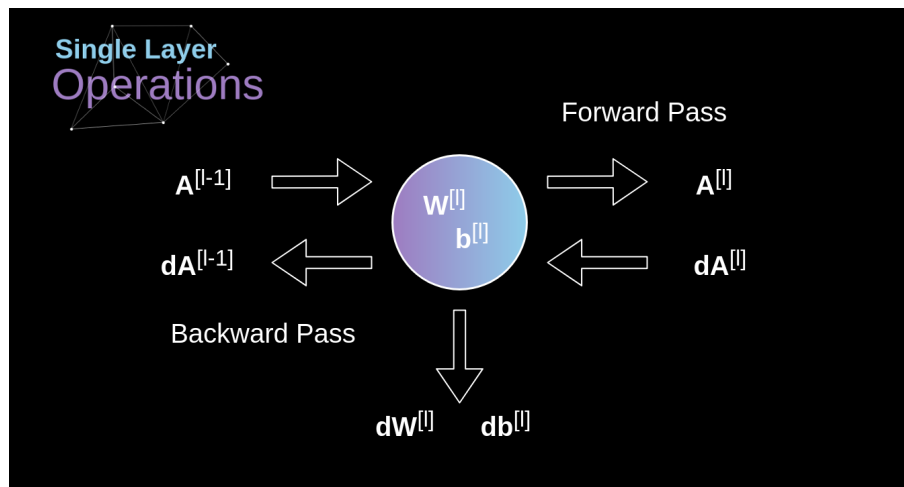 Single Layer
Operations
Forward Pass
A[l-1]
A[l]
W[l]
b[l]
dA[l-1]
dA[l]
Backward Pass
dW[l] db[l]